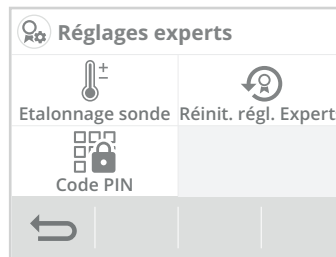 Réglages experts
Etalonnage sonde
Réinit. régl. Expert
Code PIN